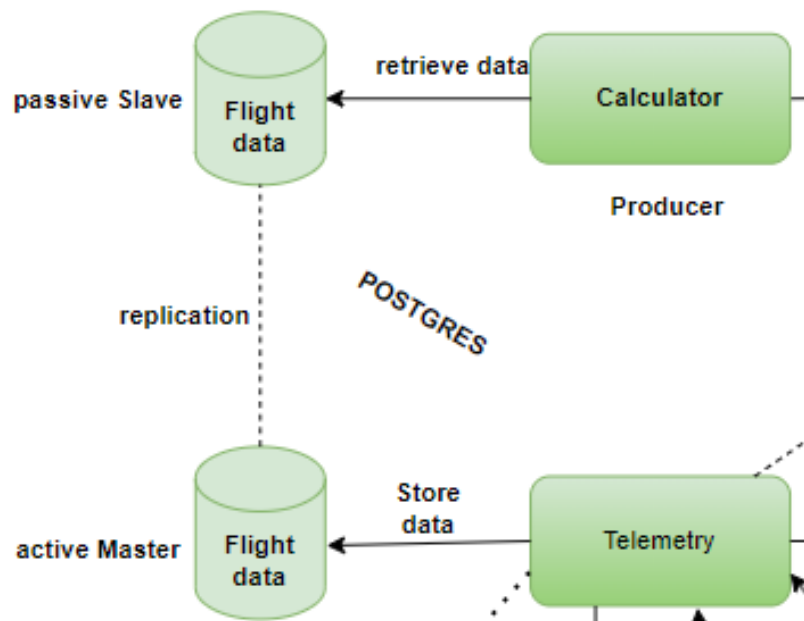 retrieve data
passive Slave
Flight
data
Calculator
Producer
POSTGRES
replication
Store
data
active Master
Flight
data
Telemetry